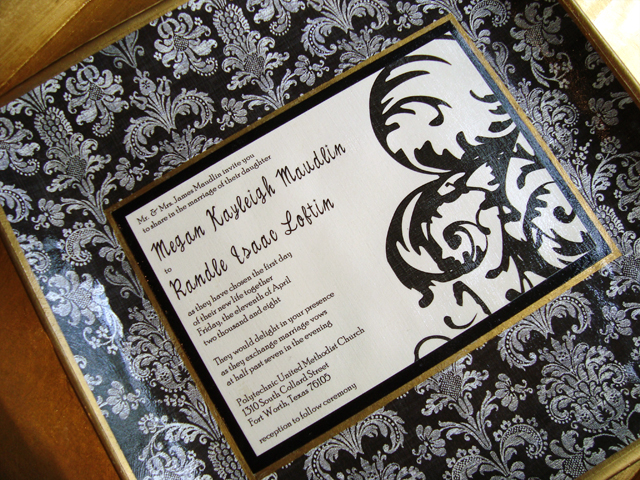 Mr. & Mrs. James Maudlin invite you
to share in the marriage of their daughter
Megan Kayleigh Maudlin
to
Randle Isaac Loftin
as they have chosen the first day
of their new life together
Friday, the eleventh of April
two thousand and eight
They would delight in your presence
as they exchange marriage vows
at half past seven in the evening
Polytechnic United Methodist Church
1310 South Collard Street
Fort Worth, Texas 76105
reception to follow ceremony